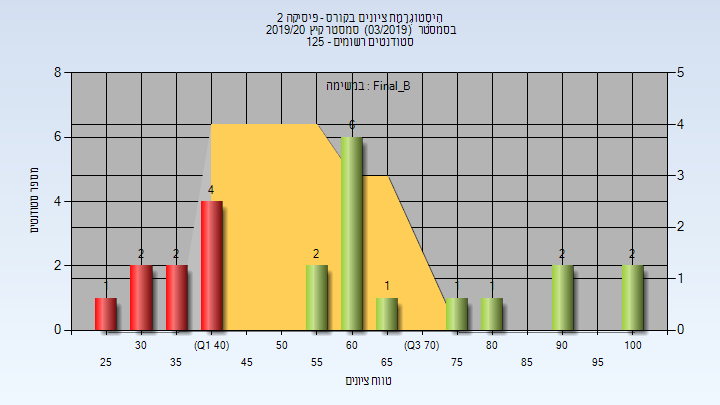 היסטוגרמת ציונים בקורס - פיסיקה 2
בסמסטר (03/2019) סמסטר קיץ 2019/20
סטודנטים רשומים - 125
במשימה : Final_B
8 6 4 2 0
מספר סטודנטים
5 4 3 2 1 0
1 2 2 4 2 6 1 1 1 2 2
30 (Q1 40) 50 60 (Q3 70) 80 90 100
25 35 45 55 65 75 85 95
טווח ציונים